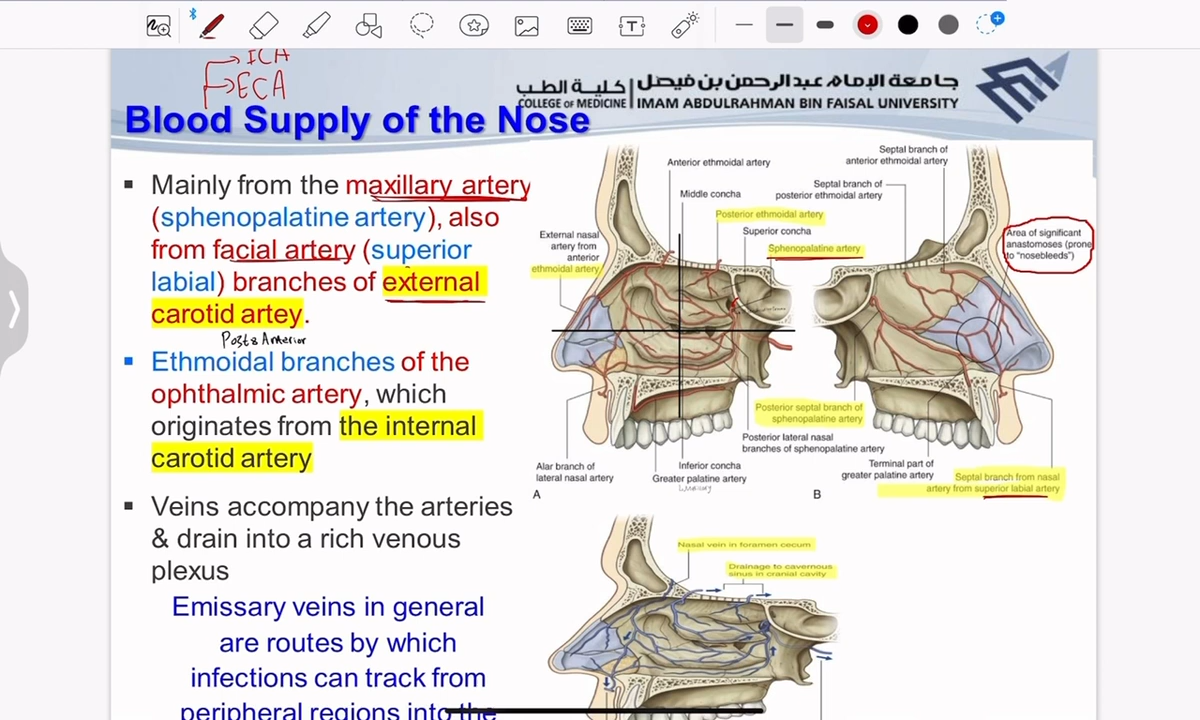 ICA
ECA
جامعة الإمام عبدالرحمن بن فيصل | كلية الطب
COLLEGE OF MEDICINE | IMAM ABDULRAHMAN BIN FAISAL UNIVERSITY
Blood Supply of the Nose
▪ Mainly from the maxillary artery
(sphenopalatine artery), also
from facial artery (superior
labial) branches of external
carotid artey.
Post & Anterior
▪ Ethmoidal branches of the
ophthalmic artery, which
originates from the internal
carotid artery
▪ Veins accompany the arteries
& drain into a rich venous
plexus
Emissary veins in general
are routes by which
infections can track from
peripheral regions into the
Anterior ethmoidal artery
Middle concha
Posterior ethmoidal artery
Superior concha
Sphenopalatine artery
External nasal
artery from
anterior
ethmoidal artery
Septal branch of
posterior ethmoidal artery
Septal branch of
anterior ethmoidal artery
Area of significant
anastomoses (prone
to "nosebleeds")
Posterior septal branch of
sphenopalatine artery
Posterior lateral nasal
branches of sphenopalatine artery
Alar branch of
lateral nasal artery
Inferior concha
Greater palatine artery
A
Terminal part of
greater palatine artery
Septal branch from nasal
artery from superior labial artery
B
Nasal vein in foramen cecum
Drainage to cavernous
sinus in cranial cavity